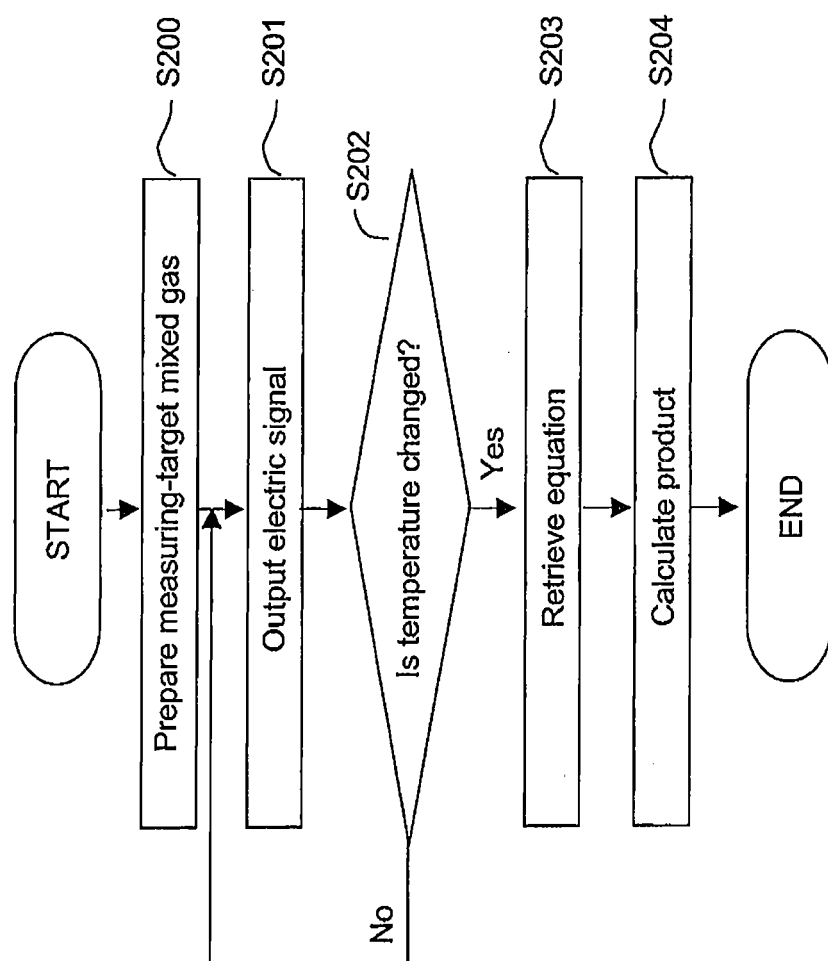 START
Prepare measuring-target mixed gas
S200
Output electric signal
S201
Is temperature changed?
S202
No
Yes
Retrieve equation
S203
Calculate product
S204
END